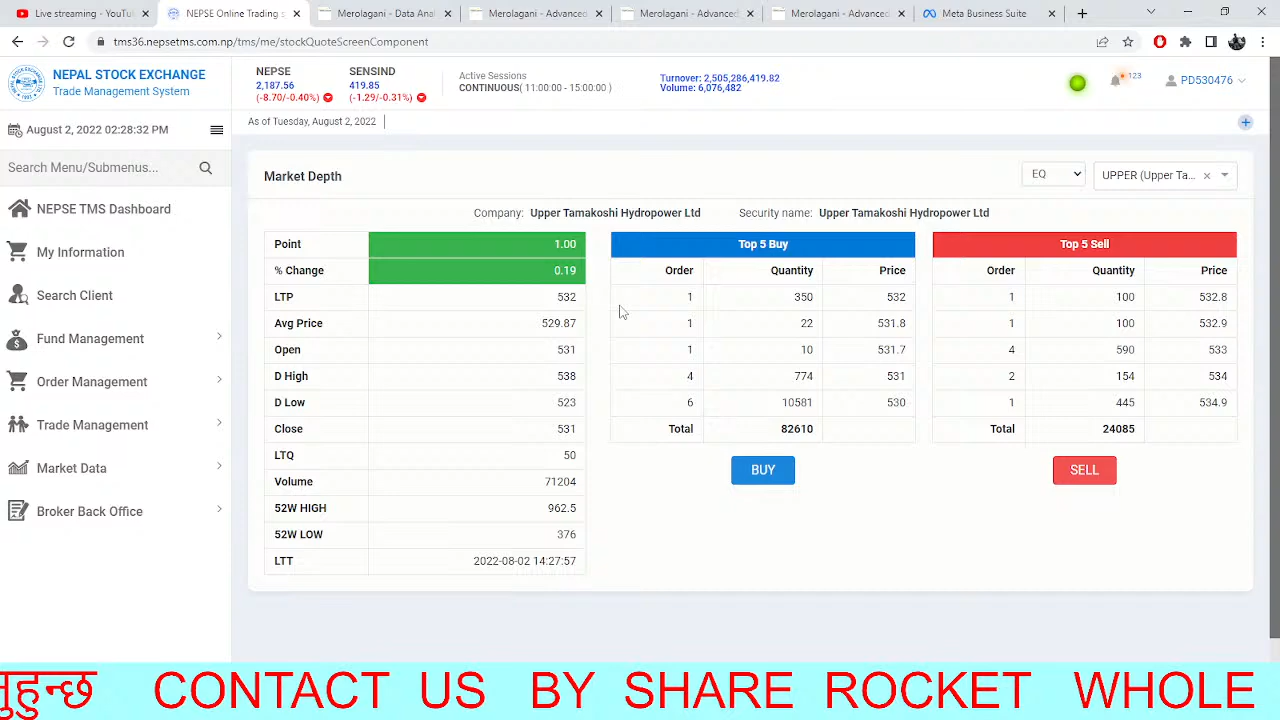 Live streaming - YouTu
NEPSE Online Trading s
Merolagani - Data Anal
Merolagani - Advanced
Merolagani - Advanced
Merolagani - Advanced
Meta Business Suite
tms36.nepsetms.com.np/tms/me/stockQuoteScreenComponent
NEPAL STOCK EXCHANGE
Trade Management System
NEPSE
2,187.56
(-8.70/-0.40%)
SENSIND
419.85
(-1.29/-0.31%)
Active Sessions
CONTINUOUS( 11:00:00 - 15:00:00 )
Turnover: 2,505,286,419.82
Volume: 6,076,482
123
PD530476
August 2, 2022 02:28:32 PM
As of Tuesday, August 2, 2022
Search Menu/Submenus...
NEPSE TMS Dashboard
My Information
Search Client
Fund Management
Order Management
Trade Management
Market Data
Broker Back Office
Market Depth
EQ
UPPER (Upper Ta...
Company: Upper Tamakoshi Hydropower Ltd Security name: Upper Tamakoshi Hydropower Ltd
Point 1.00
% Change 0.19
LTP 532
Avg Price 529.87
Open 531
D High 538
D Low 523
Close 531
LTQ 50
Volume 71204
52W HIGH 962.5
52W LOW 376
LTT 2022-08-02 14:27:57
Top 5 Buy
Order Quantity Price
1 350 532
1 22 531.8
1 10 531.7
4 774 531
6 10581 530
Total 82610
BUY
Top 5 Sell
Order Quantity Price
1 100 532.8
1 100 532.9
4 590 533
2 154 534
1 445 534.9
Total 24085
SELL
CONTACT US BY SHARE ROCKET WHOLE